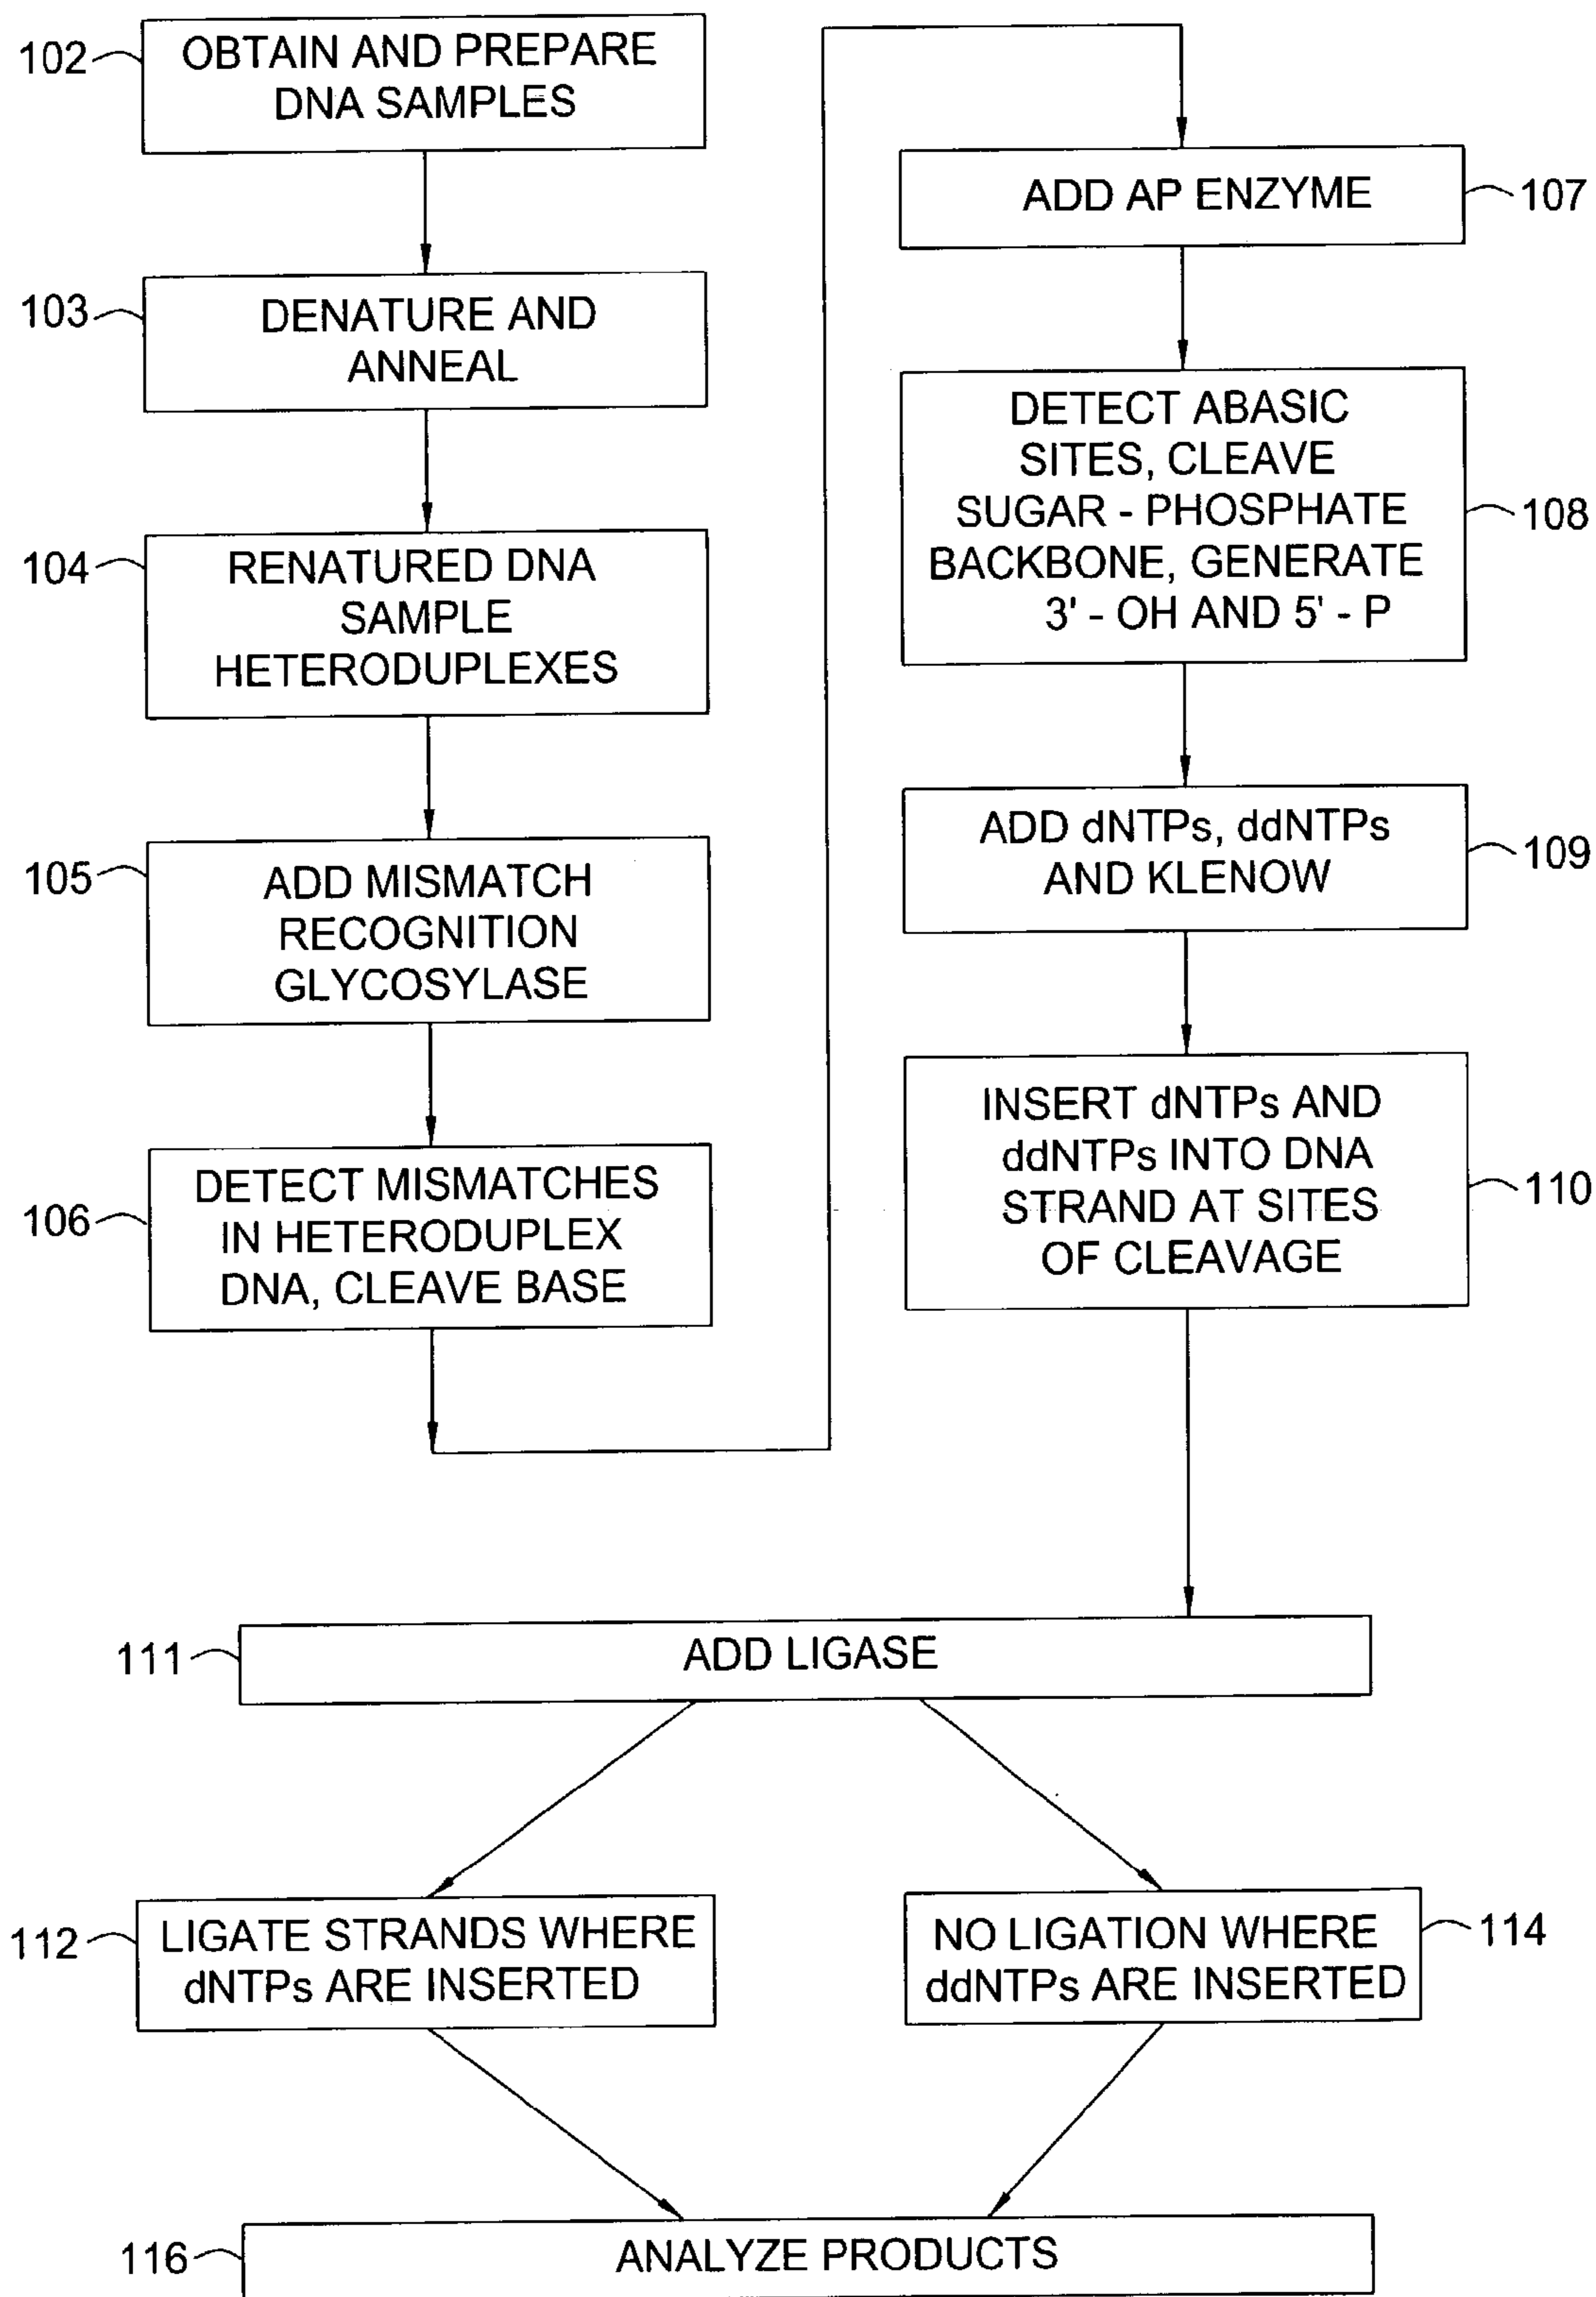 102
OBTAIN AND PREPARE
DNA SAMPLES
103
DENATURE AND
ANNEAL
104
RENATURED DNA
SAMPLE
HETERODUPLEXES
105
ADD MISMATCH
RECOGNITION
GLYCOSYLASE
106
DETECT MISMATCHES
IN HETERODUPLEX
DNA, CLEAVE BASE
ADD AP ENZYME
107
DETECT ABASIC
SITES, CLEAVE
SUGAR - PHOSPHATE
BACKBONE, GENERATE
3' - OH AND 5' - P
108
ADD dNTPs, ddNTPs
AND KLENOW
109
INSERT dNTPs AND
ddNTPs INTO DNA
STRAND AT SITES
OF CLEAVAGE
110
111
ADD LIGASE
112
LIGATE STRANDS WHERE
dNTPs ARE INSERTED
NO LIGATION WHERE
ddNTPs ARE INSERTED
114
116
ANALYZE PRODUCTS